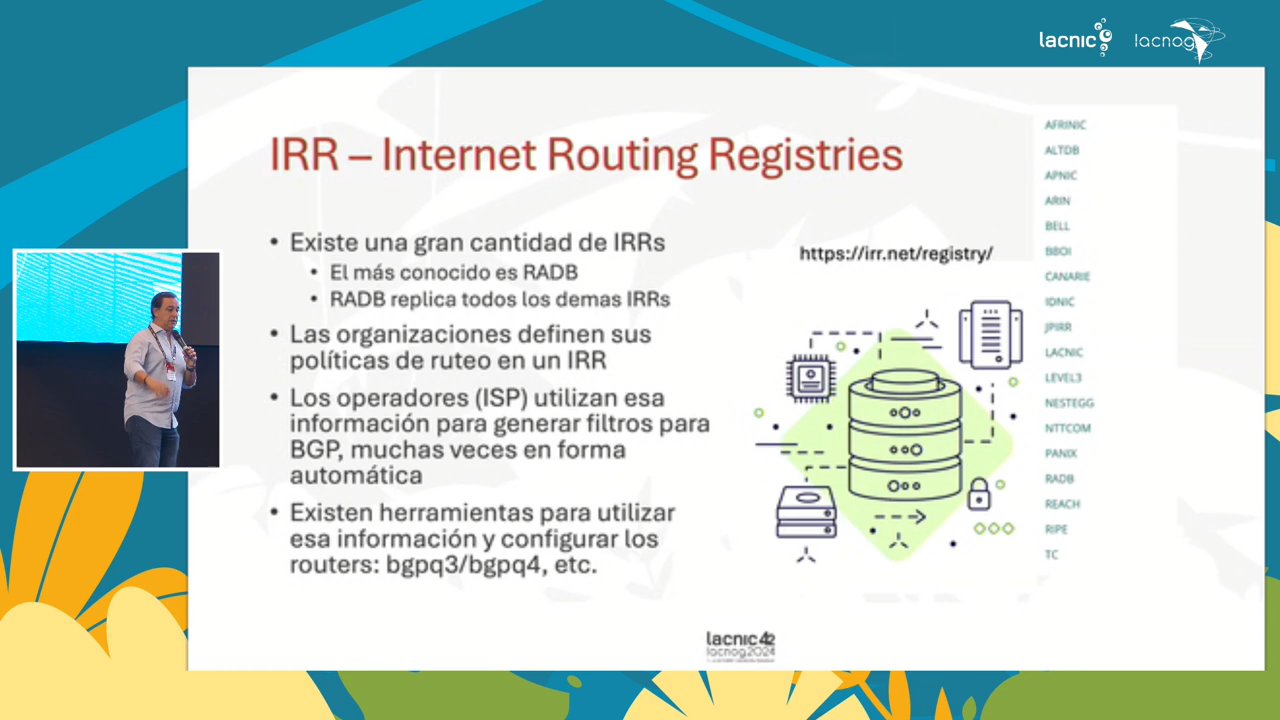 lacnic
lacnog
IRR – Internet Routing Registries
• Existe una gran cantidad de IRRs
• El más conocido es RADB
• RADB replica todos los demas IRRs
• Las organizaciones definen sus
políticas de ruteo en un IRR
• Los operadores (ISP) utilizan esa
información para generar filtros para
BGP, muchas veces en forma
automática
• Existen herramientas para utilizar
esa información y configurar los
routers: bgpq3/bgpq4, etc.
https://irr.net/registry/
AFRINIC
ALTDB
APNIC
ARIN
BELL
BBOI
CANARIE
IDNIC
JPIRR
LACNIC
LEVEL3
NESTEGG
NTTCOM
PANIX
RADB
REACH
RIPE
TC
lacnic42
lacnog2024